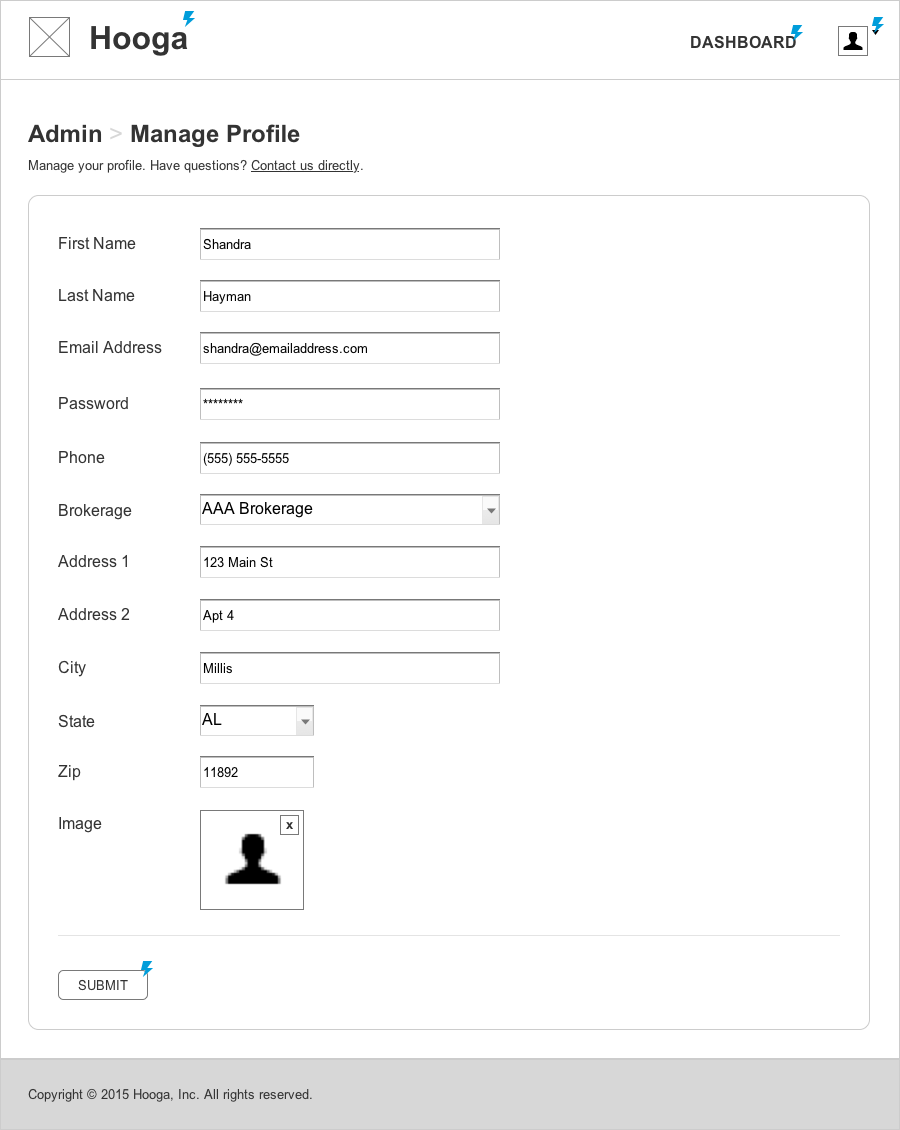 Hooga
DASHBOARD
Admin > Manage Profile
Manage your profile. Have questions? Contact us directly.
First Name Shandra
Last Name Hayman
Email Address shandra@emailaddress.com
Password ********
Phone (555) 555-5555
Brokerage AAA Brokerage
Address 1 123 Main St
Address 2 Apt 4
City Millis
State AL
Zip 11892
Image x
SUBMIT
Copyright © 2015 Hooga, Inc. All rights reserved.